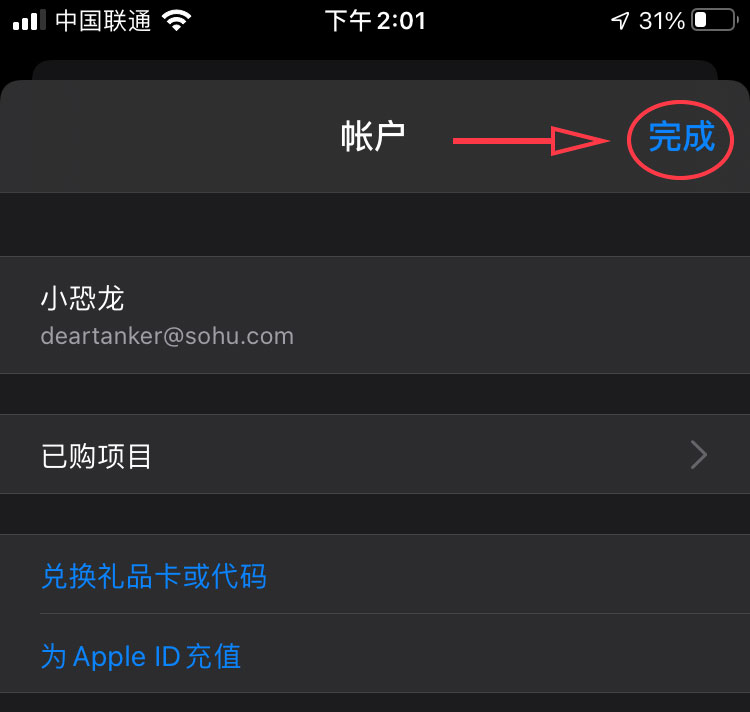 中国联通 下午2:01 31%
帐户 完成
小恐龙
deartanker@sohu.com
已购项目
兑换礼品卡或代码
为 Apple ID 充值